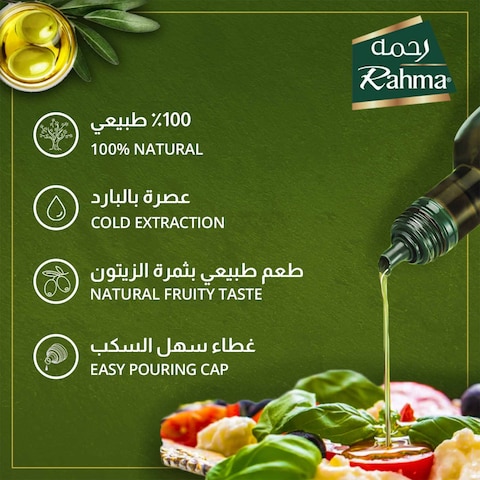 رحمه
Rahma®
100٪ طبيعي
100% NATURAL
عصرة بالبارد
COLD EXTRACTION
طعم طبيعي بثمرة الزيتون
NATURAL FRUITY TASTE
غطاء سهل السكب
EASY POURING CAP